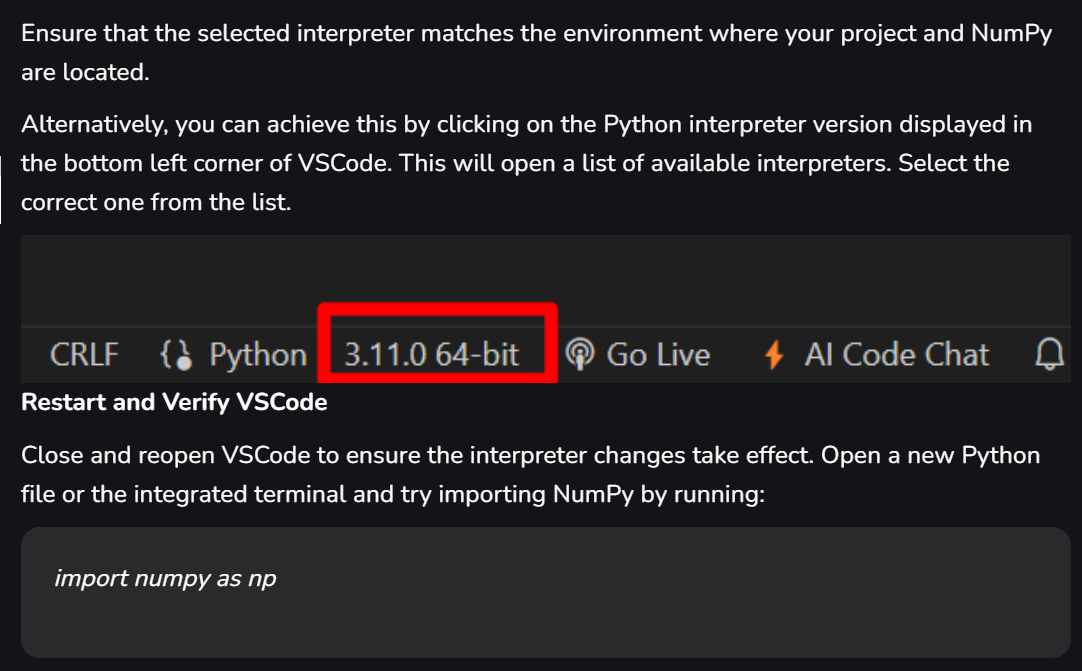 Ensure that the selected interpreter matches the environment where your project and NumPy
are located.
Alternatively, you can achieve this by clicking on the Python interpreter version displayed in
the bottom left corner of VSCode. This will open a list of available interpreters. Select the
correct one from the list.
CRLF Python 3.11.0 64-bit Go Live AI Code Chat
Restart and Verify VSCode
Close and reopen VSCode to ensure the interpreter changes take effect. Open a new Python
file or the integrated terminal and try importing NumPy by running:
import numpy as np